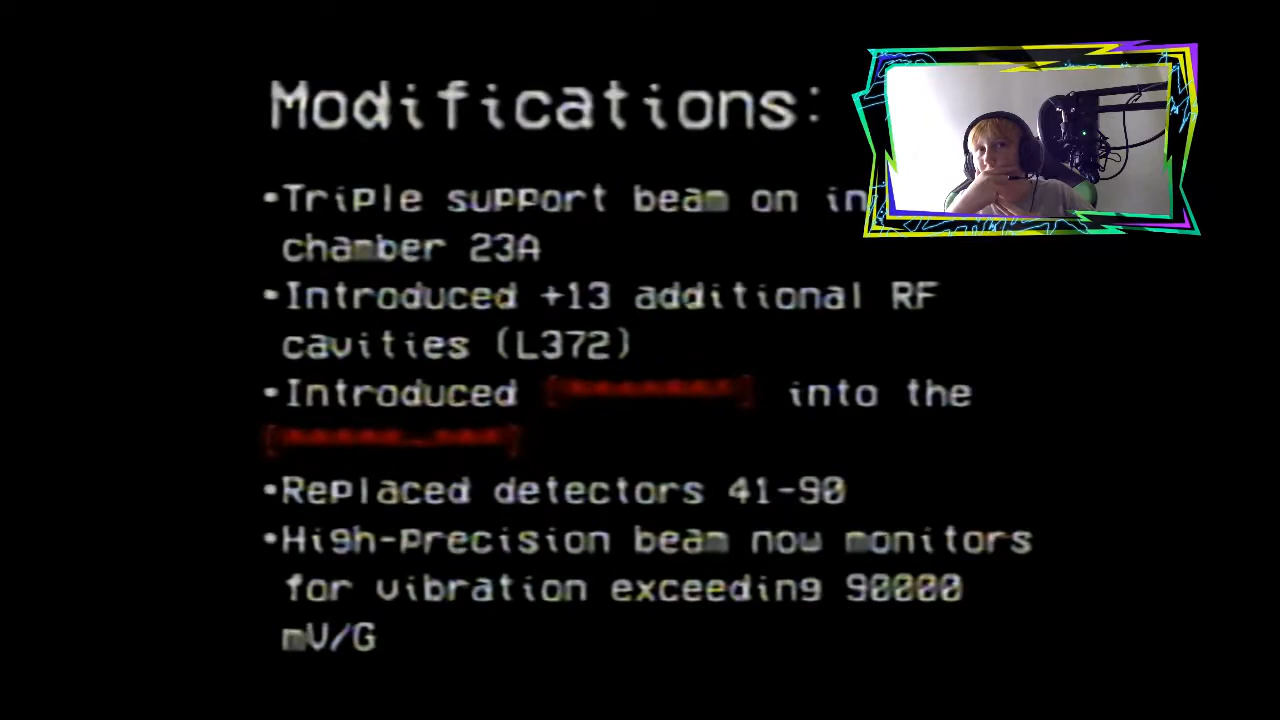 Modifications:
•Triple support beam on in
chamber 23A
•Introduced +13 additional RF
cavities (L372)
•Introduced [*******] into the
[*****_***]
•Replaced detectors 41-90
•High-Precision beam now monitors
for vibration exceeding 90000
mV/G